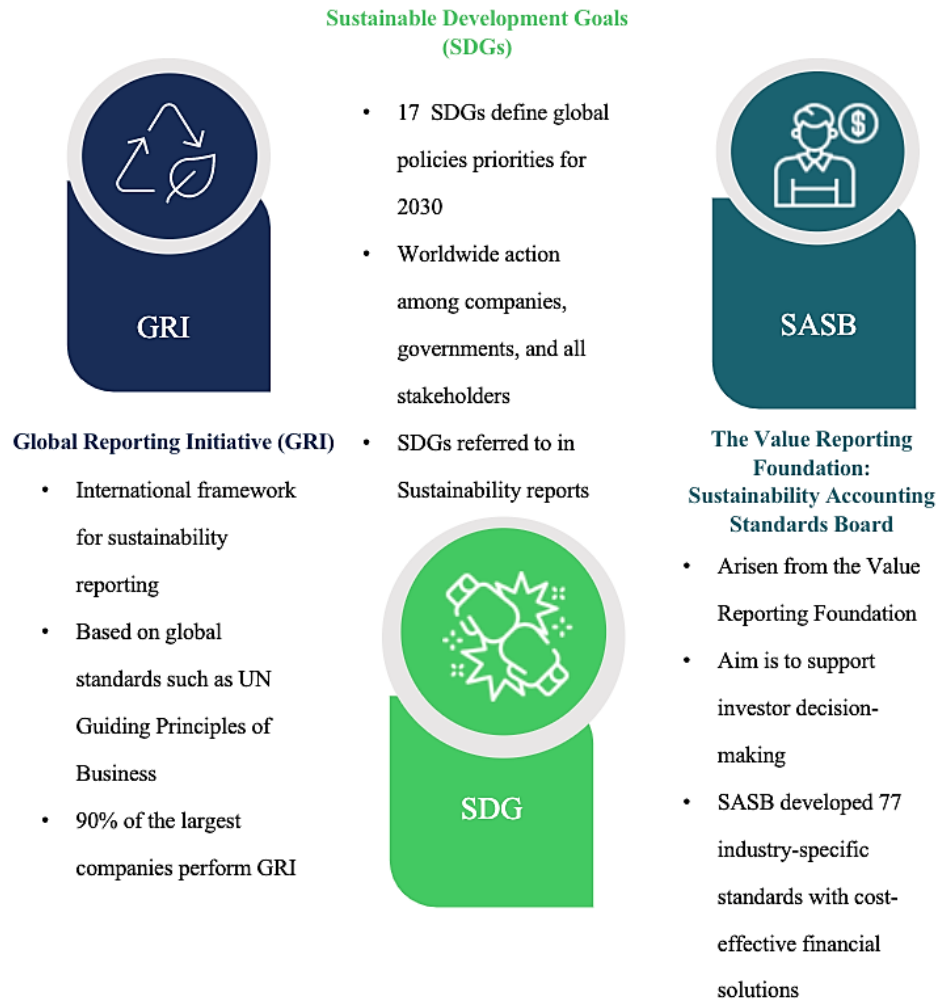 Sustainable Development Goals
(SDGs)
• 17 SDGs define global
policies priorities for
2030
• Worldwide action
among companies,
governments, and all
stakeholders
• SDGs referred to in
Sustainability reports
GRI
Global Reporting Initiative (GRI)
• International framework
for sustainability
reporting
• Based on global
standards such as UN
Guiding Principles of
Business
• 90% of the largest
companies perform GRI
SDG
$
SASB
The Value Reporting
Foundation:
Sustainability Accounting
Standards Board
• Arisen from the Value
Reporting Foundation
• Aim is to support
investor decision-
making
• SASB developed 77
industry-specific
standards with cost-
effective financial
solutions